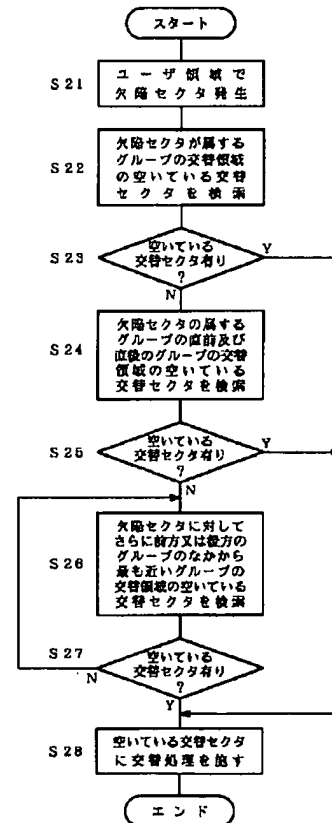 スタート
S21
ユーザ領域で
欠陥セクタ発生
S22
欠陥セクタが属する
グループの交替領域
の空いている交替
セクタを検索
S23
空いている
交替セクタ有り
?
Y
N
S24
欠陥セクタの属する
グループの直前及び
直後のグループの交替
領域の空いている
交替セクタを検索
S25
空いている
交替セクタ有り
?
Y
N
S26
欠陥セクタに対して
さらに前方又は後方の
グループのなかから
最も近いグループの
交替領域の空いている
交替セクタを検索
S27
空いている
交替セクタ有り
?
N
Y
S28
空いている交替セクタ
に交替処理を施す
エンド